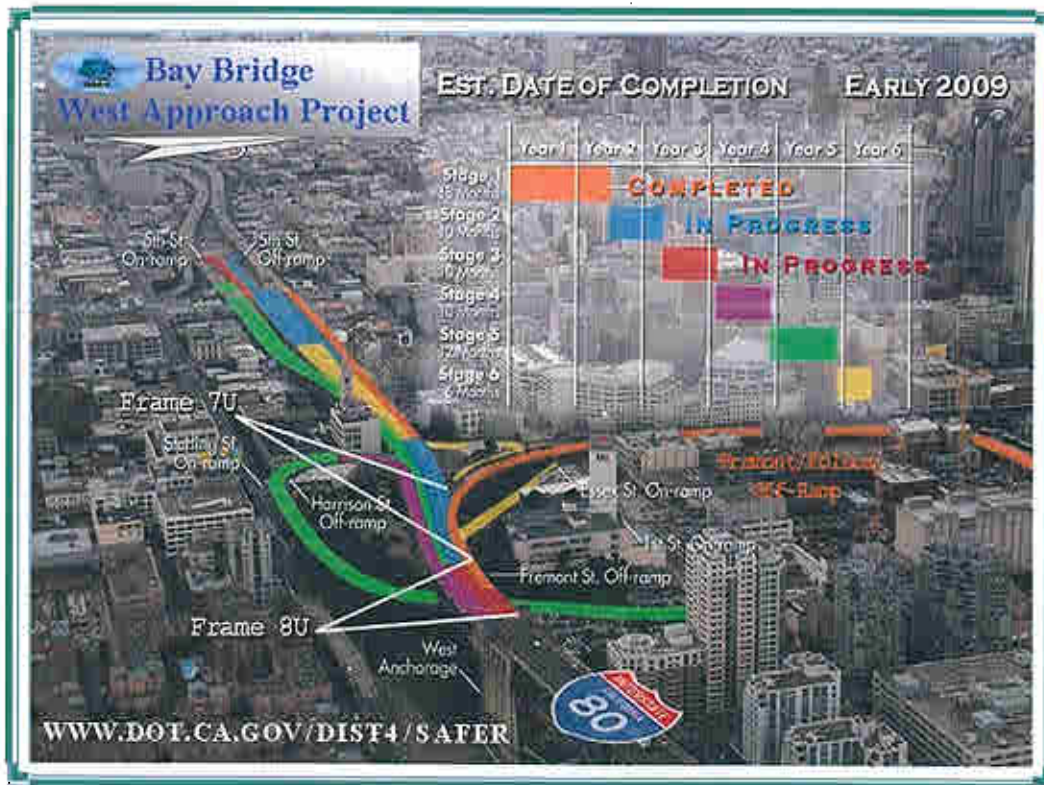 Bay Bridge
West Approach Project
EST. DATE OF COMPLETION EARLY 2009
Year 1 Year 2 Year 3 Year 4 Year 5 Year 6
Stage 1
COMPLETED
Stage 2
10 Months
IN PROGRESS
Stage 3
10 Months
IN PROGRESS
Stage 4
10 Months
Stage 5
12 Months
Stage 6
6 Months
5th St.
On-ramp
5th St.
Off-ramp
Frame 7U
On-ramp
Harrison St.
Off-ramp
Essex St. On-ramp
Off-Ramp
1st St. On-ramp
Fremont St. Off-ramp
Frame 8U
West
Anchorage
INTERSTATE
80
WWW.DOT.CA.GOV/DIST4/SAFER